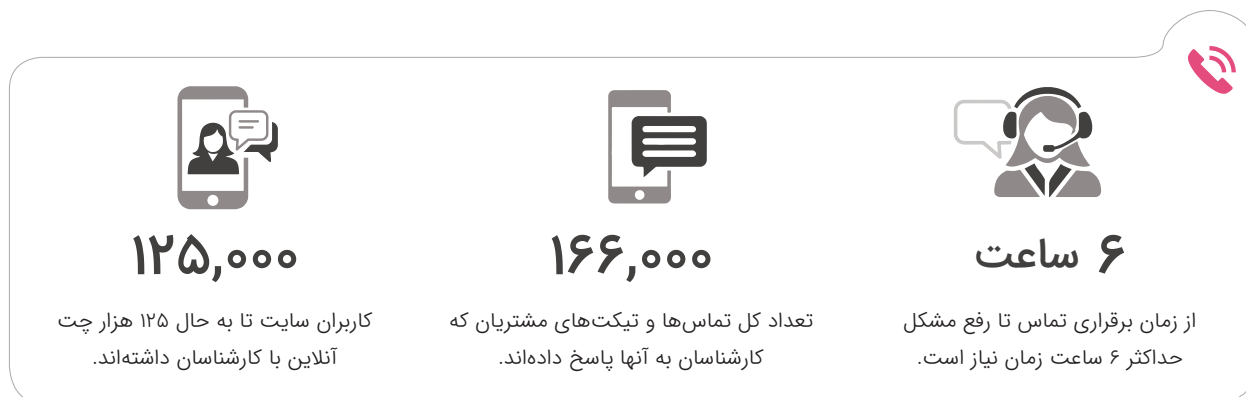 ۶ ساعت
از زمان برقراری تماس تا رفع مشکل
حداکثر ۶ ساعت زمان نیاز است.
۱۶۶,۰۰۰
تعداد کل تماس‌ها و تیکت‌های مشتریان که
کارشناسان به آنها پاسخ داده‌اند.
۱۲۵,۰۰۰
کاربران سایت تا به حال ۱۲۵ هزار چت
آنلاین با کارشناسان داشته‌اند.